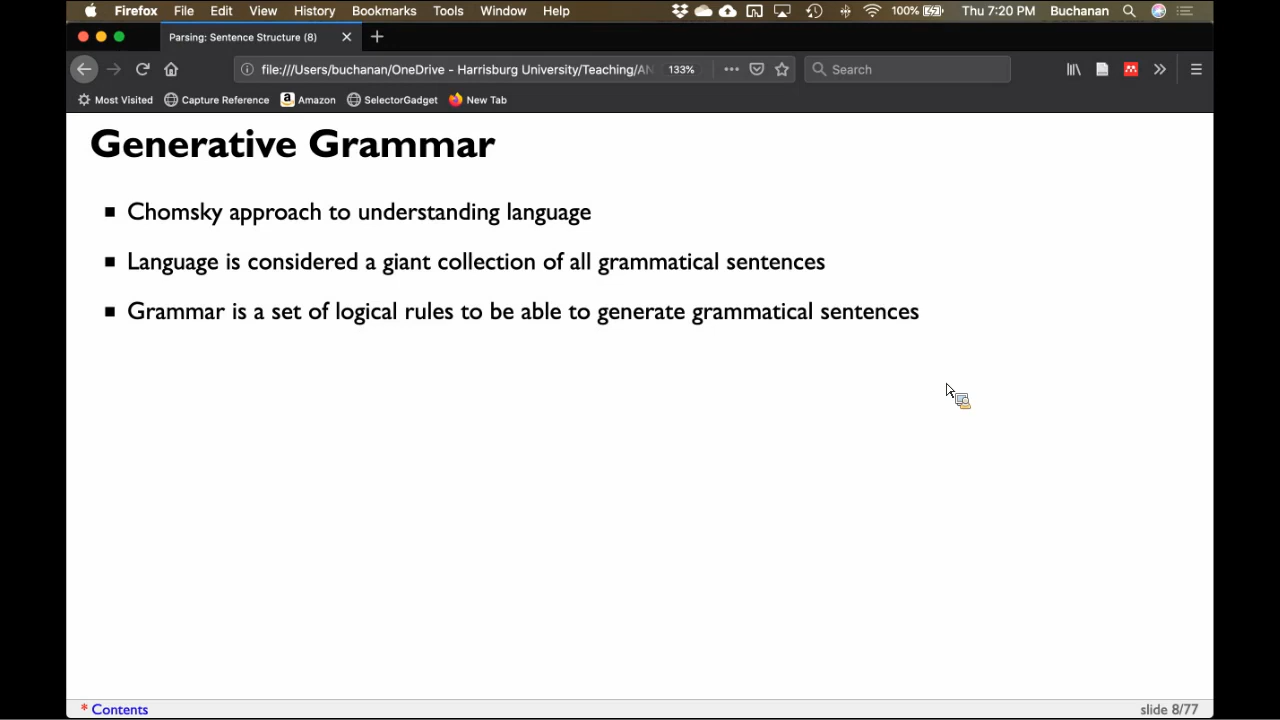 Firefox File Edit View History Bookmarks Tools Window Help 100% Thu 7:20 PM Buchanan
Parsing: Sentence Structure (8)
file:///Users/buchanan/OneDrive - Harrisburg University/Teaching/AN 133% Search
Most Visited Capture Reference Amazon SelectorGadget New Tab
Generative Grammar
Chomsky approach to understanding language
Language is considered a giant collection of all grammatical sentences
Grammar is a set of logical rules to be able to generate grammatical sentences
* Contents slide 8/77